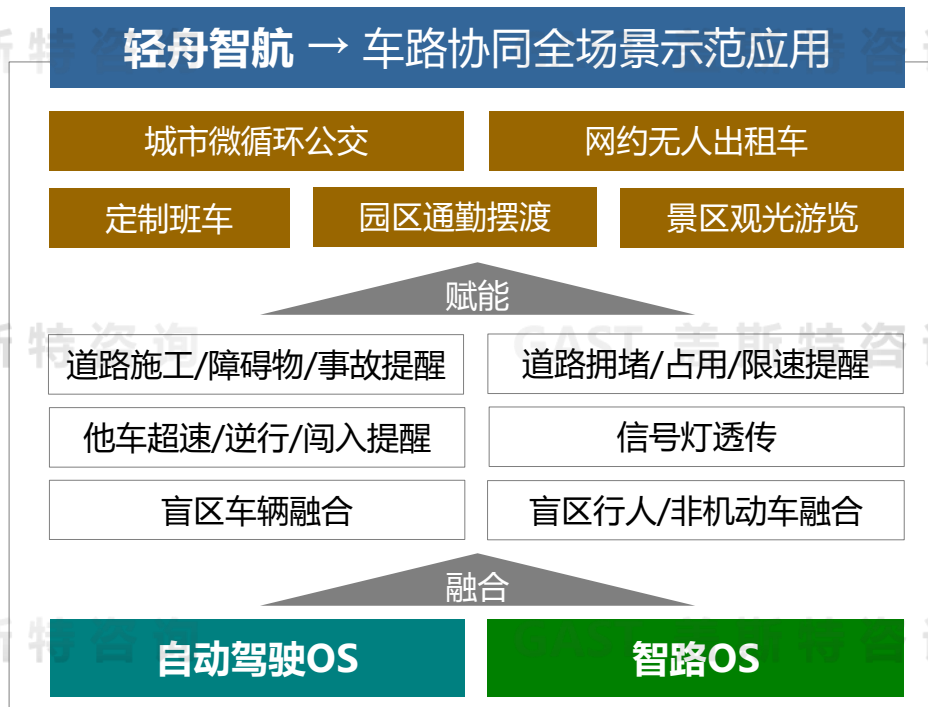 轻舟智航 → 车路协同全场景示范应用
城市微循环公交
网约无人出租车
定制班车
园区通勤摆渡
景区观光游览
赋能
道路施工/障碍物/事故提醒
道路拥堵/占用/限速提醒
他车超速/逆行/闯入提醒
信号灯透传
盲区车辆融合
盲区行人/非机动车融合
融合
自动驾驶OS
智路OS